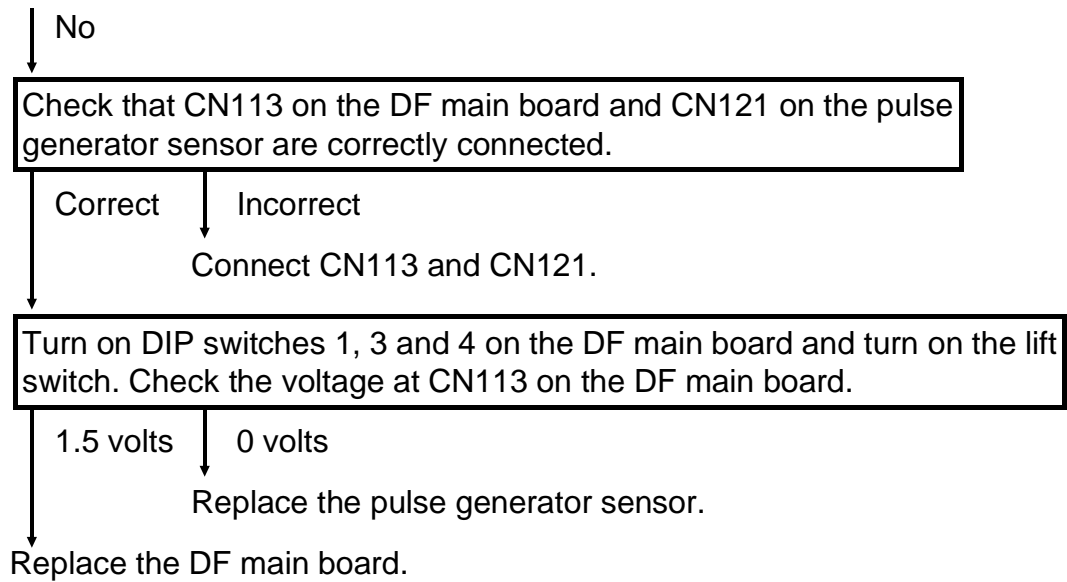 No
Check that CN113 on the DF main board and CN121 on the pulse
generator sensor are correctly connected.
Correct Incorrect
Connect CN113 and CN121.
Turn on DIP switches 1, 3 and 4 on the DF main board and turn on the lift
switch. Check the voltage at CN113 on the DF main board.
1.5 volts 0 volts
Replace the pulse generator sensor.
Replace the DF main board.